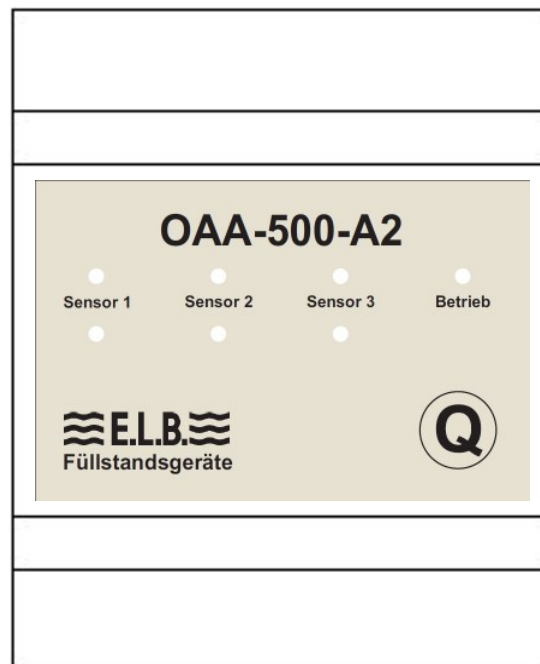 OAA-500-A2
Sensor 1 Sensor 2 Sensor 3 Betrieb
E.L.B.
Füllstandsgeräte
Q